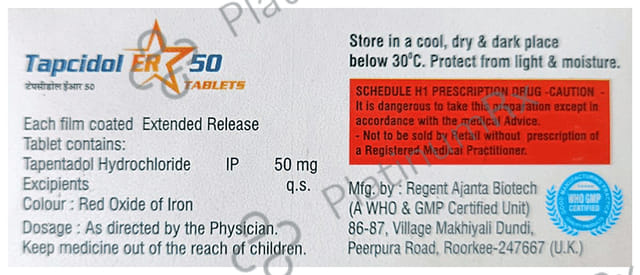 Tapcidol ER 50
TABLETS
टेपसीडोल ईआर 50
Each film coated Extended Release
Tablet contains:
Tapentadol Hydrochloride IP 50 mg
Excipients q.s.
Colour : Red Oxide of Iron
Dosage : As directed by the Physician.
Keep medicine out of the reach of children.
Store in a cool, dry & dark place
below 30°C. Protect from light & moisture.
SCHEDULE H1 PRESCRIPTION DRUG -CAUTION -
- It is dangerous to take this preparation except in
accordance with the medical Advice.
- Not to be sold by Retail without prescription of
a Registered Medical Practitioner.
Mfg. by : Regent Ajanta Biotech
(A WHO & GMP Certified Unit)
86-87, Village Makhiyali Dundi,
Peerpura Road, Roorkee-247667 (U.K.)
GOOD MANUFACTURING PRACTICE
WHO GMP
CERTIFIED
PlatinumRx